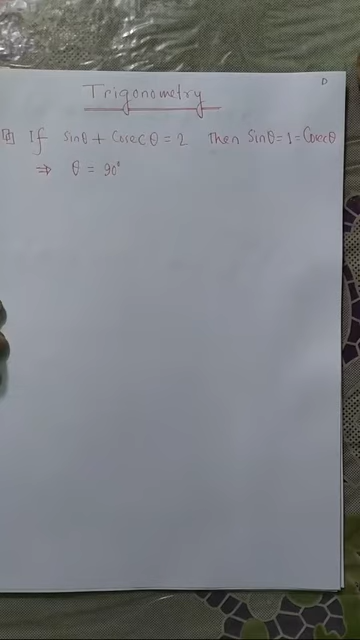 Trigonometry
If Sinθ + Cosec θ = 2 Then Sinθ = 1 = Cosecθ
⇒ θ = 90°